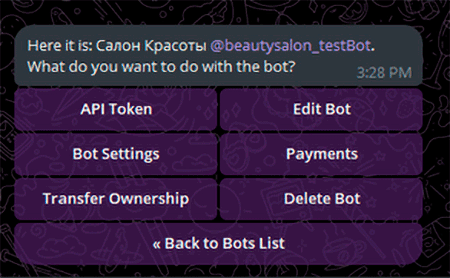 Here it is: Салон Красоты @beautysalon_testBot.
What do you want to do with the bot?
3:28 PM
API Token
Edit Bot
Bot Settings
Payments
Transfer Ownership
Delete Bot
« Back to Bots List